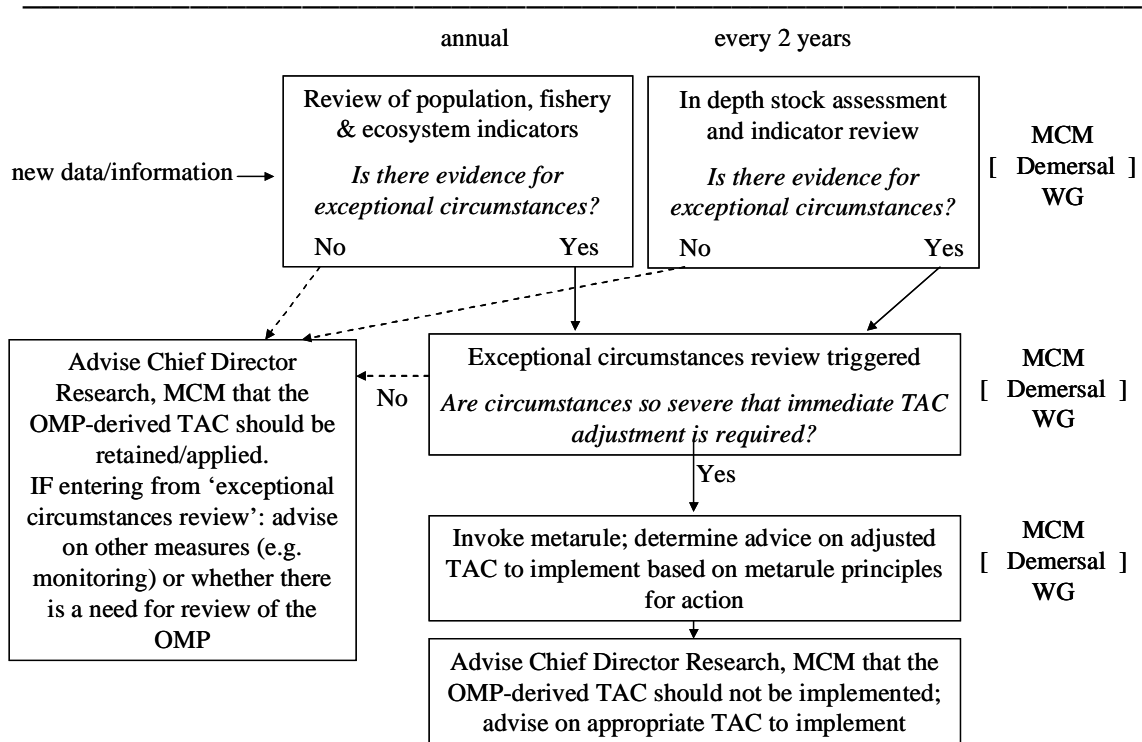 annual
every 2 years
new data/information
Review of population, fishery
& ecosystem indicators
Is there evidence for
exceptional circumstances?
No Yes
In depth stock assessment
and indicator review
Is there evidence for
exceptional circumstances?
No Yes
MCM
[ Demersal ]
WG
Advise Chief Director
Research, MCM that the
OMP-derived TAC should be
retained/applied.
IF entering from ‘exceptional
circumstances review’: advise
on other measures (e.g.
monitoring) or whether there
is a need for review of the
OMP
No
Exceptional circumstances review triggered
Are circumstances so severe that immediate TAC
adjustment is required?
Yes
MCM
[ Demersal ]
WG
Invoke metarule; determine advice on adjusted
TAC to implement based on metarule principles
for action
MCM
[ Demersal ]
WG
Advise Chief Director Research, MCM that the
OMP-derived TAC should not be implemented;
advise on appropriate TAC to implement